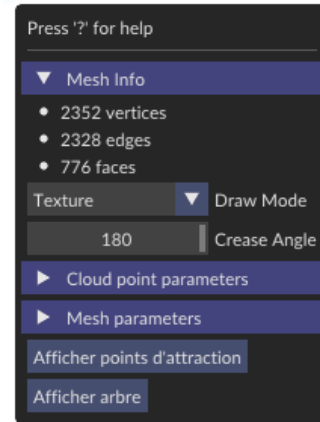 Press '?' for help
Mesh Info
2352 vertices
2328 edges
776 faces
Texture Draw Mode
180 Crease Angle
Cloud point parameters
Mesh parameters
Afficher points d'attraction
Afficher arbre